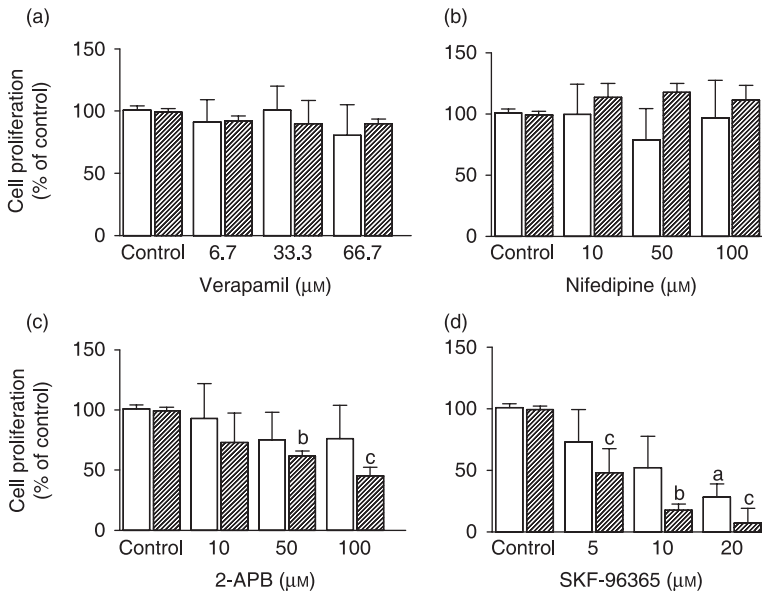 (a)
Cell proliferation
(% of control)
150
100
50
0
Control 6.7 33.3 66.7
Verapamil (μM)
(b)
150
100
50
0
Control 10 50 100
Nifedipine (μM)
(c)
Cell proliferation
(% of control)
150
100
50
0
b
c
Control 10 50 100
2-APB (μM)
(d)
150
100
50
0
c
b
a
c
Control 5 10 20
SKF-96365 (μM)